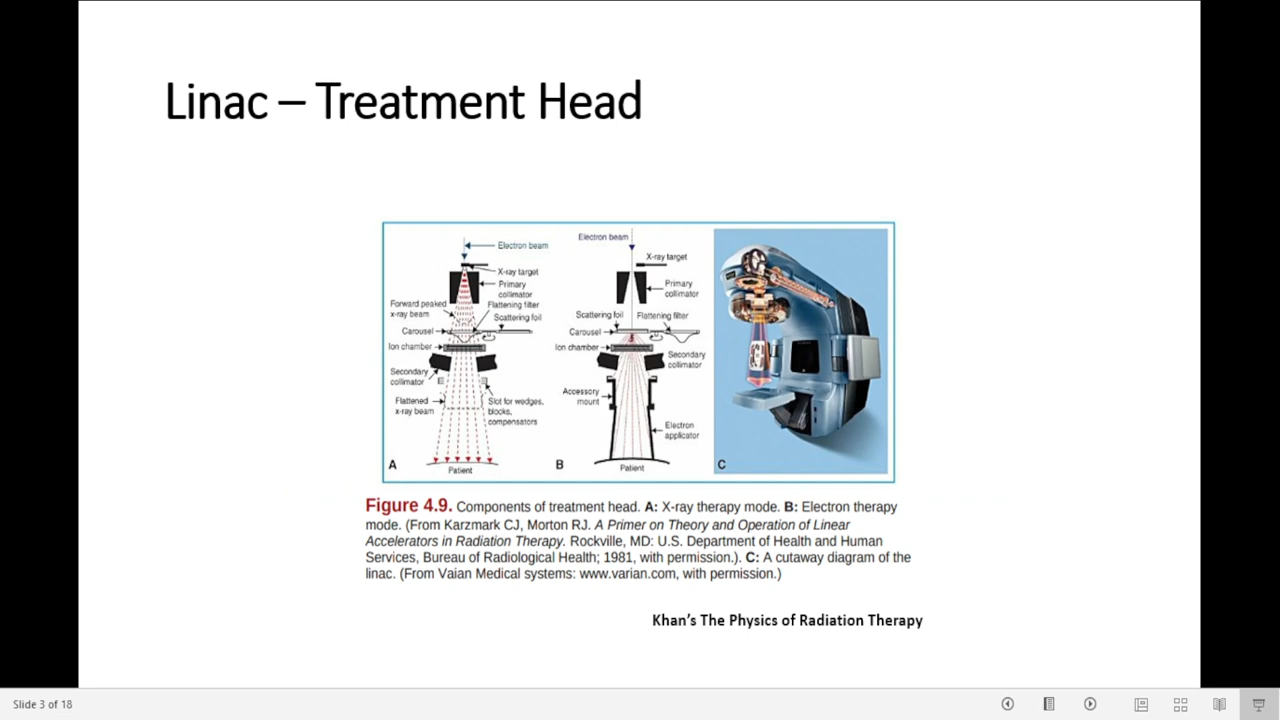 Linac – Treatment Head
Electron beam
X-ray target
Primary
collimator
Flattening filter
Forward peaked
x-ray beam
Scattering foil
Carousel
Ion chamber
Secondary
collimator
Flattened
x-ray beam
Slot for wedges,
blocks,
compensators
A
Patient
Electron beam
X-ray target
Primary
collimator
Scattering foil
Flattening filter
Carousel
Ion chamber
Secondary
collimator
Accessory
mount
Electron
applicator
B
Patient
C
Figure 4.9. Components of treatment head. A: X-ray therapy mode. B: Electron therapy
mode. (From Karzmark CJ, Morton RJ. A Primer on Theory and Operation of Linear
Accelerators in Radiation Therapy. Rockville, MD: U.S. Department of Health and Human
Services, Bureau of Radiological Health; 1981, with permission.). C: A cutaway diagram of the
linac. (From Vaian Medical systems: www.varian.com, with permission.)
Khan's The Physics of Radiation Therapy
Slide 3 of 18